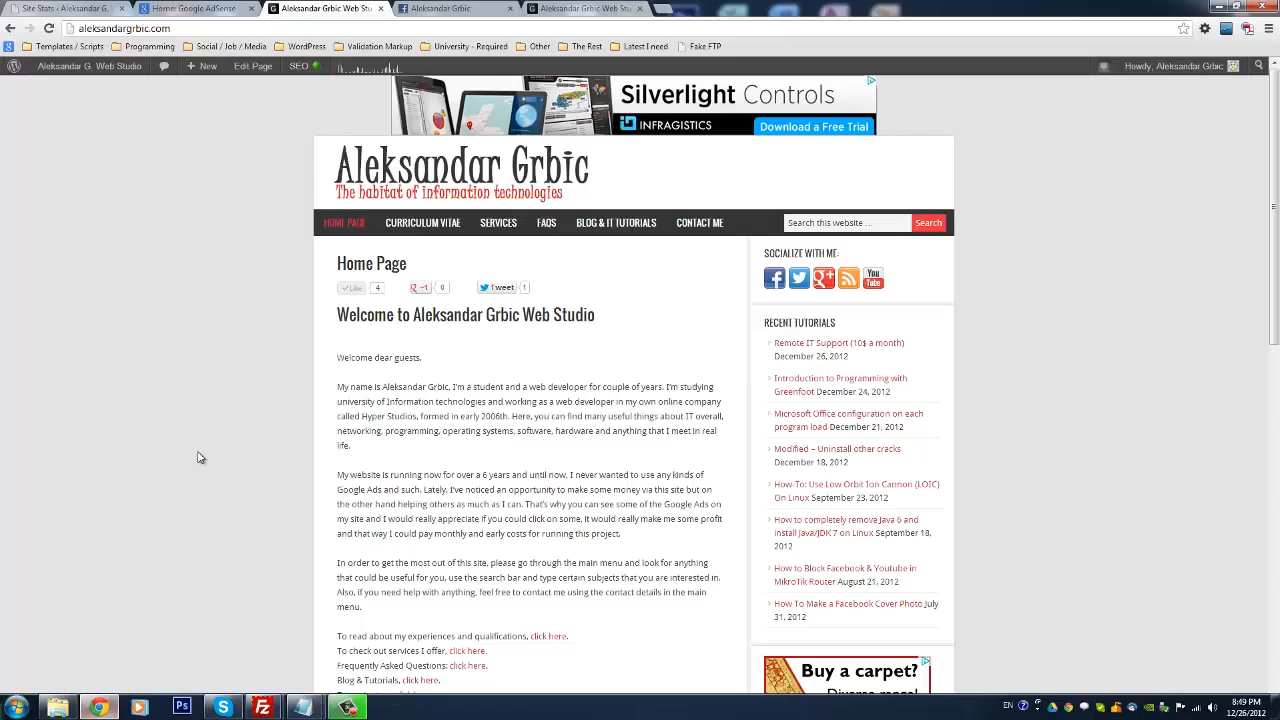 Site Stats ‹ Aleksandar G.
Home: Google AdSense
Aleksandar Grbic Web Stu
Aleksandar Grbic
Aleksandar Grbic Web Stu
aleksandargrbic.com
Templates / Scripts
Programming
Social / Job / Media
WordPress
Validation Markup
University - Required
Other
The Rest
Latest I need
Fake FTP
Aleksandar G. Web Studio
New
Edit Page
SEO
Howdy, Aleksandar Grbic
Silverlight Controls
INFRAGISTICS
Download a Free Trial
Aleksandar Grbic
The habitat of information technologies
HOME PAGE
CURRICULUM VITAE
SERVICES
FAQS
BLOG & IT TUTORIALS
CONTACT ME
Search this website …
Search
Home Page
Like 4
+1 0
Tweet 1
Welcome to Aleksandar Grbic Web Studio
Welcome dear guests.
My name is Aleksandar Grbic, I'm a student and a web developer for couple of years. I'm studying
university of Information technologies and working as a web developer in my own online company
called Hyper Studios, formed in early 2006th. Here, you can find many useful things about IT overall,
networking, programming, operating systems, software, hardware and anything that I meet in real
life.
My website is running now for over a 6 years and until now, I never wanted to use any kinds of
Google Ads and such. Lately, I've noticed an opportunity to make some money via this site but on
the other hand helping others as much as I can. That's why you can see some of the Google Ads on
my site and I would really appreciate if you could click on some, it would really make me some profit
and that way I could pay monthly and early costs for running this project.
In order to get the most out of this site, please go through the main menu and look for anything
that could be useful for you, use the search bar and type certain subjects that you are interested in.
Also, if you need help with anything, feel free to contact me using the contact details in the main
menu.
To read about my experiences and qualifications, click here.
To check out services I offer, click here.
Frequently Asked Questions: click here.
Blog & Tutorials, click here.
SOCIALIZE WITH ME:
You
Tube
RECENT TUTORIALS
Remote IT Support (10$ a month)
December 26, 2012
Introduction to Programming with
Greenfoot December 24, 2012
Microsoft Office configuration on each
program load December 21, 2012
Modified – Uninstall other cracks
December 18, 2012
How-To: Use Low Orbit Ion Cannon (LOIC)
On Linux September 23, 2012
How to completely remove Java 6 and
install Java/JDK 7 on Linux September 18,
2012
How to Block Facebook & Youtube in
MikroTik Router August 21, 2012
How To Make a Facebook Cover Photo July
31, 2012
Buy a carpet?
EN
8:49 PM
12/26/2012